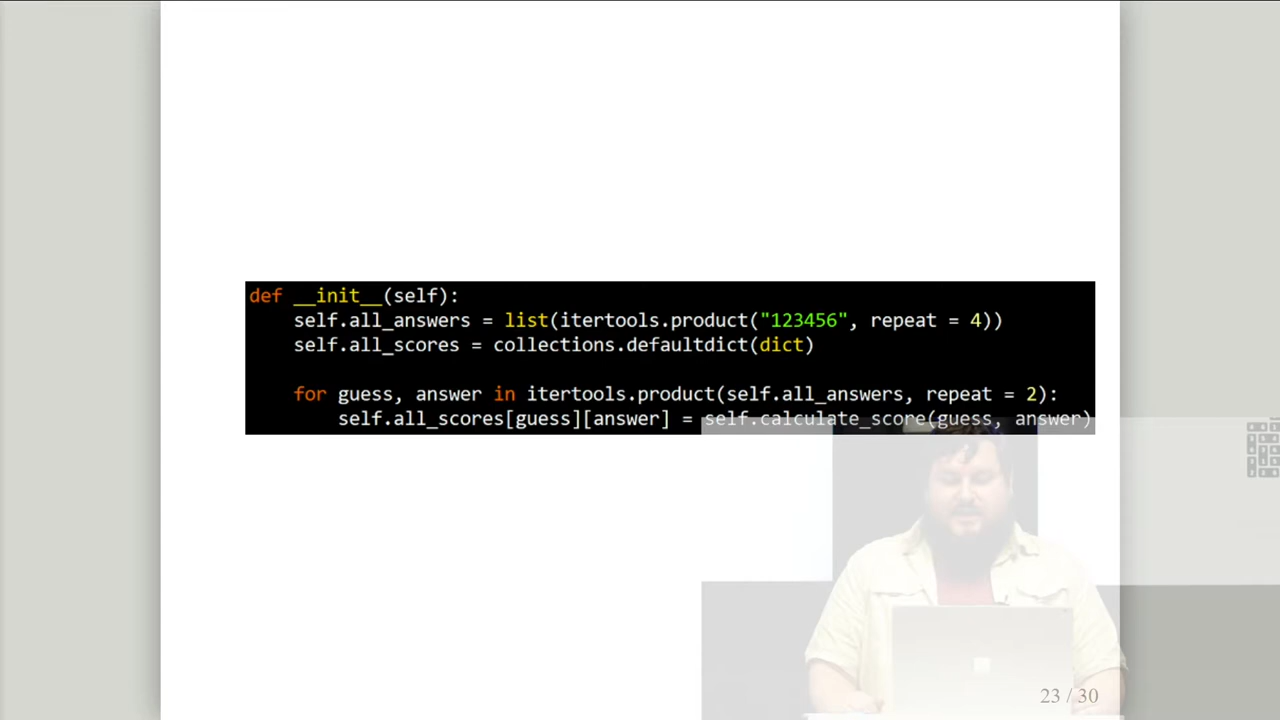 def __init__(self):
self.all_answers = list(itertools.product("123456", repeat = 4))
self.all_scores = collections.defaultdict(dict)
for guess, answer in itertools.product(self.all_answers, repeat = 2):
self.all_scores[guess][answer] = self.calculate_score(guess, answer)
23 / 30